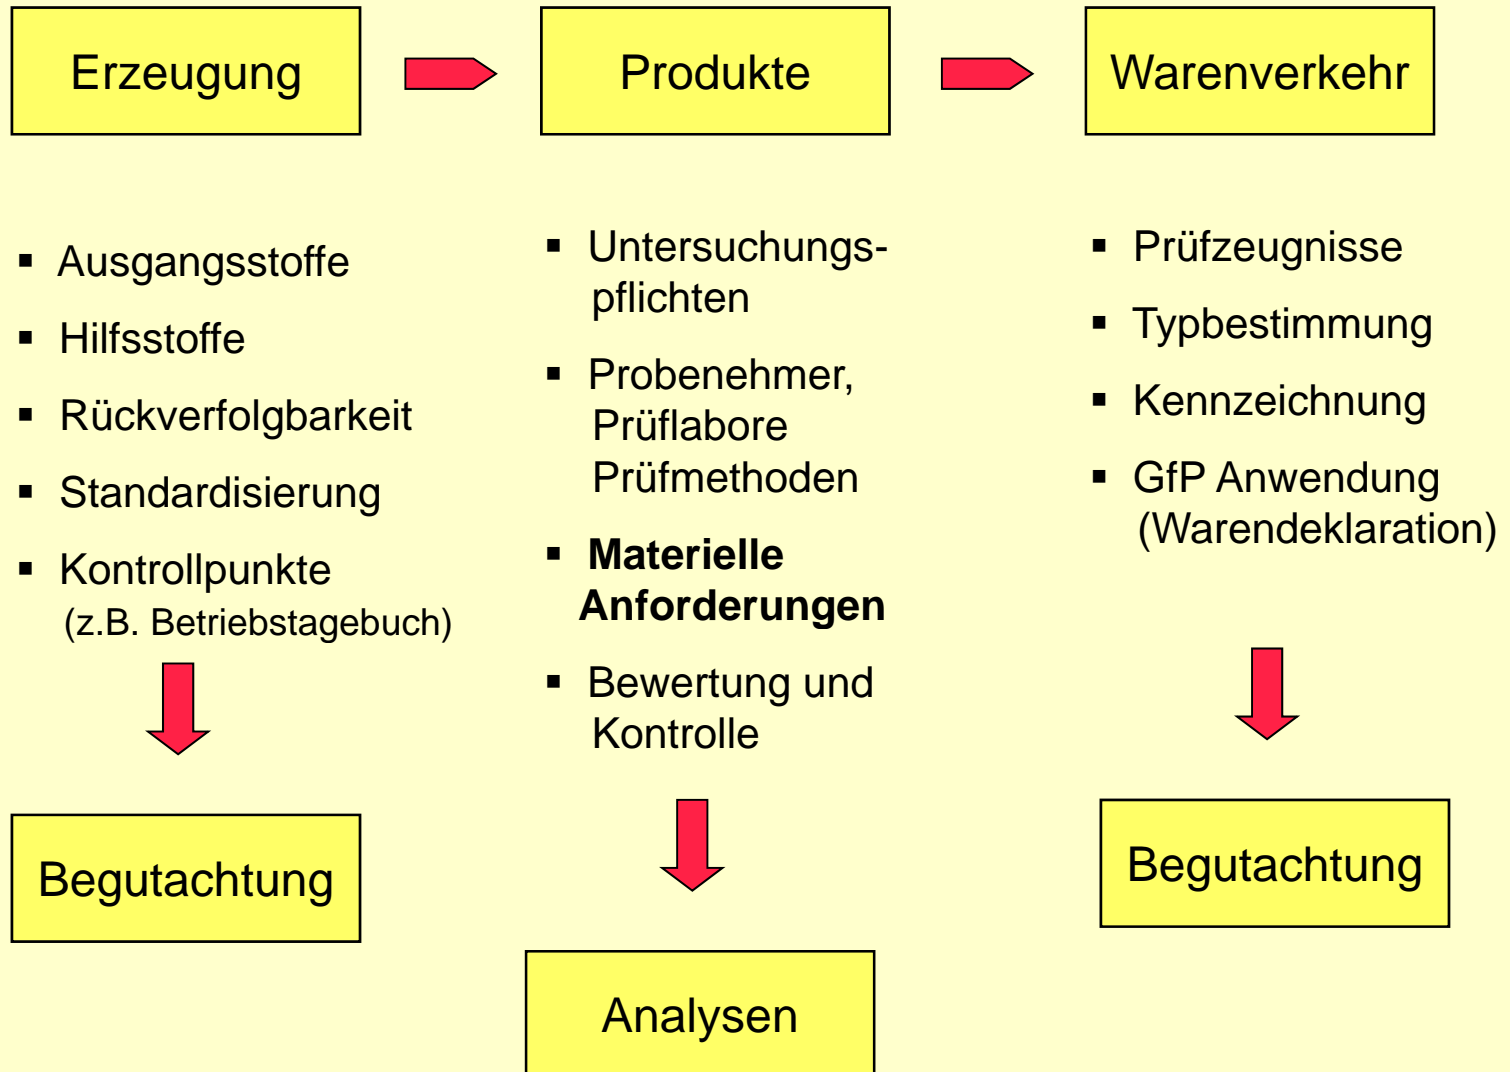 Erzeugung
Produkte
Warenverkehr
▪ Ausgangsstoffe
▪ Hilfsstoffe
▪ Rückverfolgbarkeit
▪ Standardisierung
▪ Kontrollpunkte
(z.B. Betriebstagebuch)
Begutachtung
▪ Untersuchungs-
pflichten
▪ Probenehmer,
Prüflabore
Prüfmethoden
▪ Materielle
Anforderungen
▪ Bewertung und
Kontrolle
Analysen
▪ Prüfzeugnisse
▪ Typbestimmung
▪ Kennzeichnung
▪ GfP Anwendung
(Warendeklaration)
Begutachtung